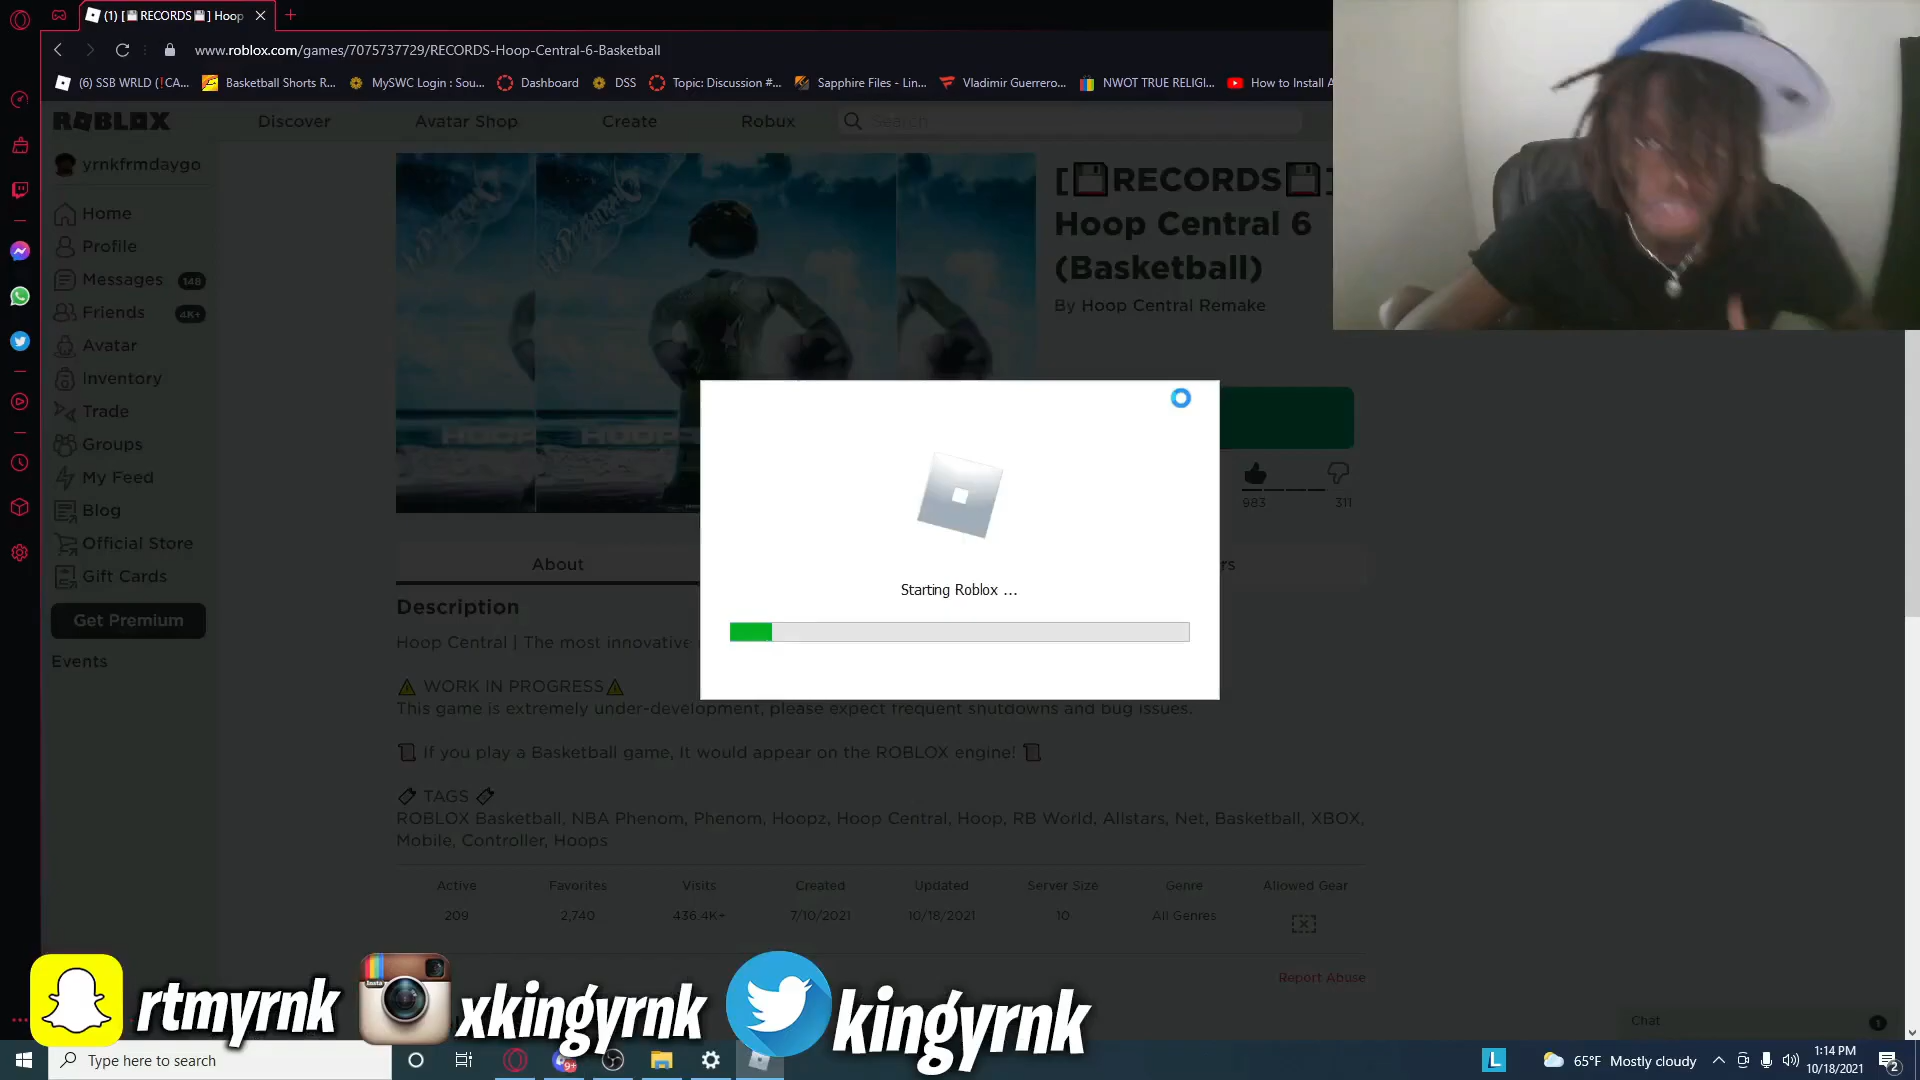 (1) [💾RECORDS💾] Hoop
www.roblox.com/games/7075737729/RECORDS-Hoop-Central-6-Basketball
(6) SSB WRLD (❗CA...
Basketball Shorts R...
MySWC Login : Sou...
Dashboard
DSS
Topic: Discussion #...
Sapphire Files - Lin...
Vladimir Guerrero...
NWOT TRUE RELIGI...
How to Install A
ROBLOX
Discover
Avatar Shop
Create
Robux
Search
yrnkfrmdaygo
Home
Profile
Messages 148
Friends 4K+
Avatar
Inventory
Trade
Groups
My Feed
Blog
Official Store
Gift Cards
Get Premium
Events
[💾RECORDS💾]
Hoop Central 6
(Basketball)
By Hoop Central Remake
983
311
Starting Roblox ...
About
rs
Description
Hoop Central | The most innovative
⚠ WORK IN PROGRESS⚠
This game is extremely under-development, please expect frequent shutdowns and bug issues.
If you play a Basketball game, It would appear on the ROBLOX engine!
TAGS
ROBLOX Basketball, NBA Phenom, Phenom, Hoopz, Hoop Central, Hoop, RB World, Allstars, Net, Basketball, XBOX,
Mobile, Controller, Hoops
Active
Favorites
Visits
Created
Updated
Server Size
Genre
Allowed Gear
209
2,740
436.4K+
7/10/2021
10/18/2021
10
All Genres
Report Abuse
Chat
1
rtmyrnk
Insta
xkingyrnk
kingyrnk
Type here to search
9+
L
65°F Mostly cloudy
1:14 PM
10/18/2021
2